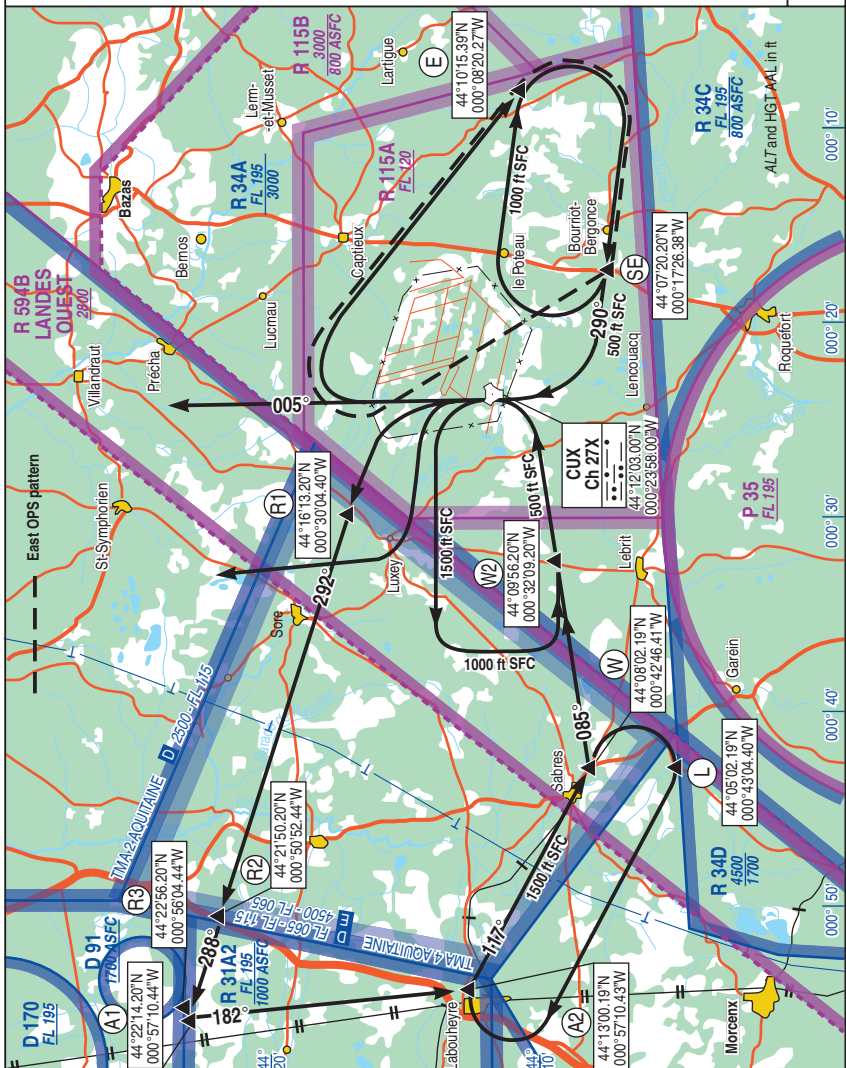 R 594B
LANDES
OUEST
2800
R 115B
3000
800 ASFC
Lartigue
E
44°10'15.39"N
000°08'20.27"W
Lerm-
-et-Musset
R 34A
FL 195
3000
R 115A
FL 120
R 34C
FL 195
800 ASFC
ALT and HGT AAL in ft
000° 10'
Bazas
Bernos
Captieux
Lucmau
Villandraut
Précha
1000 ft SFC
le Poteau
Bourriot-
Bergonce
SE
44°07'20.20"N
000°17'26.38"W
290°
500 ft SFC
000° 20'
Roquefort
Lencouacq
005°
CUX
Ch 27X
44°12'03.00"N
000°23'58.00"W
P 35
FL 195
East OPS pattern
St-Symphorien
R1
44°16'13.20"N
000°30'04.40"W
292°
Luxey
1500 ft SFC
500 ft SFC
W2
44°09'56.20"N
000°32'09.20"W
1000 ft SFC
Lebrit
000° 30'
Sore
T
T
T
T
W
44°08'02.19"N
000°42'46.41"W
085°
Garein
000° 40'
Sabres
L
44°05'02.19"N
000°43'04.40"W
TMA 2 AQUITAINE D 2500 - FL 115
R2
44°21'50.20"N
000°50'52.44"W
R3
44°22'56.20"N
000°56'04.44"W
288°
FL 065 - FL 115
4500 - FL 065
E D
TMA 4 AQUITAINE
1500 ft SFC
117°
R 34D
4500
1700
000° 50'
D 91
1700 ASFC
D 170
FL 195
R 31A2
FL 195
1000 ASFC
A1
44°22'14.20"N
000°57'10.44"W
182°
Labouheyre
A2
44°13'00.19"N
000°57'10.43"W
Morcenx
44°
20'
44°
10'